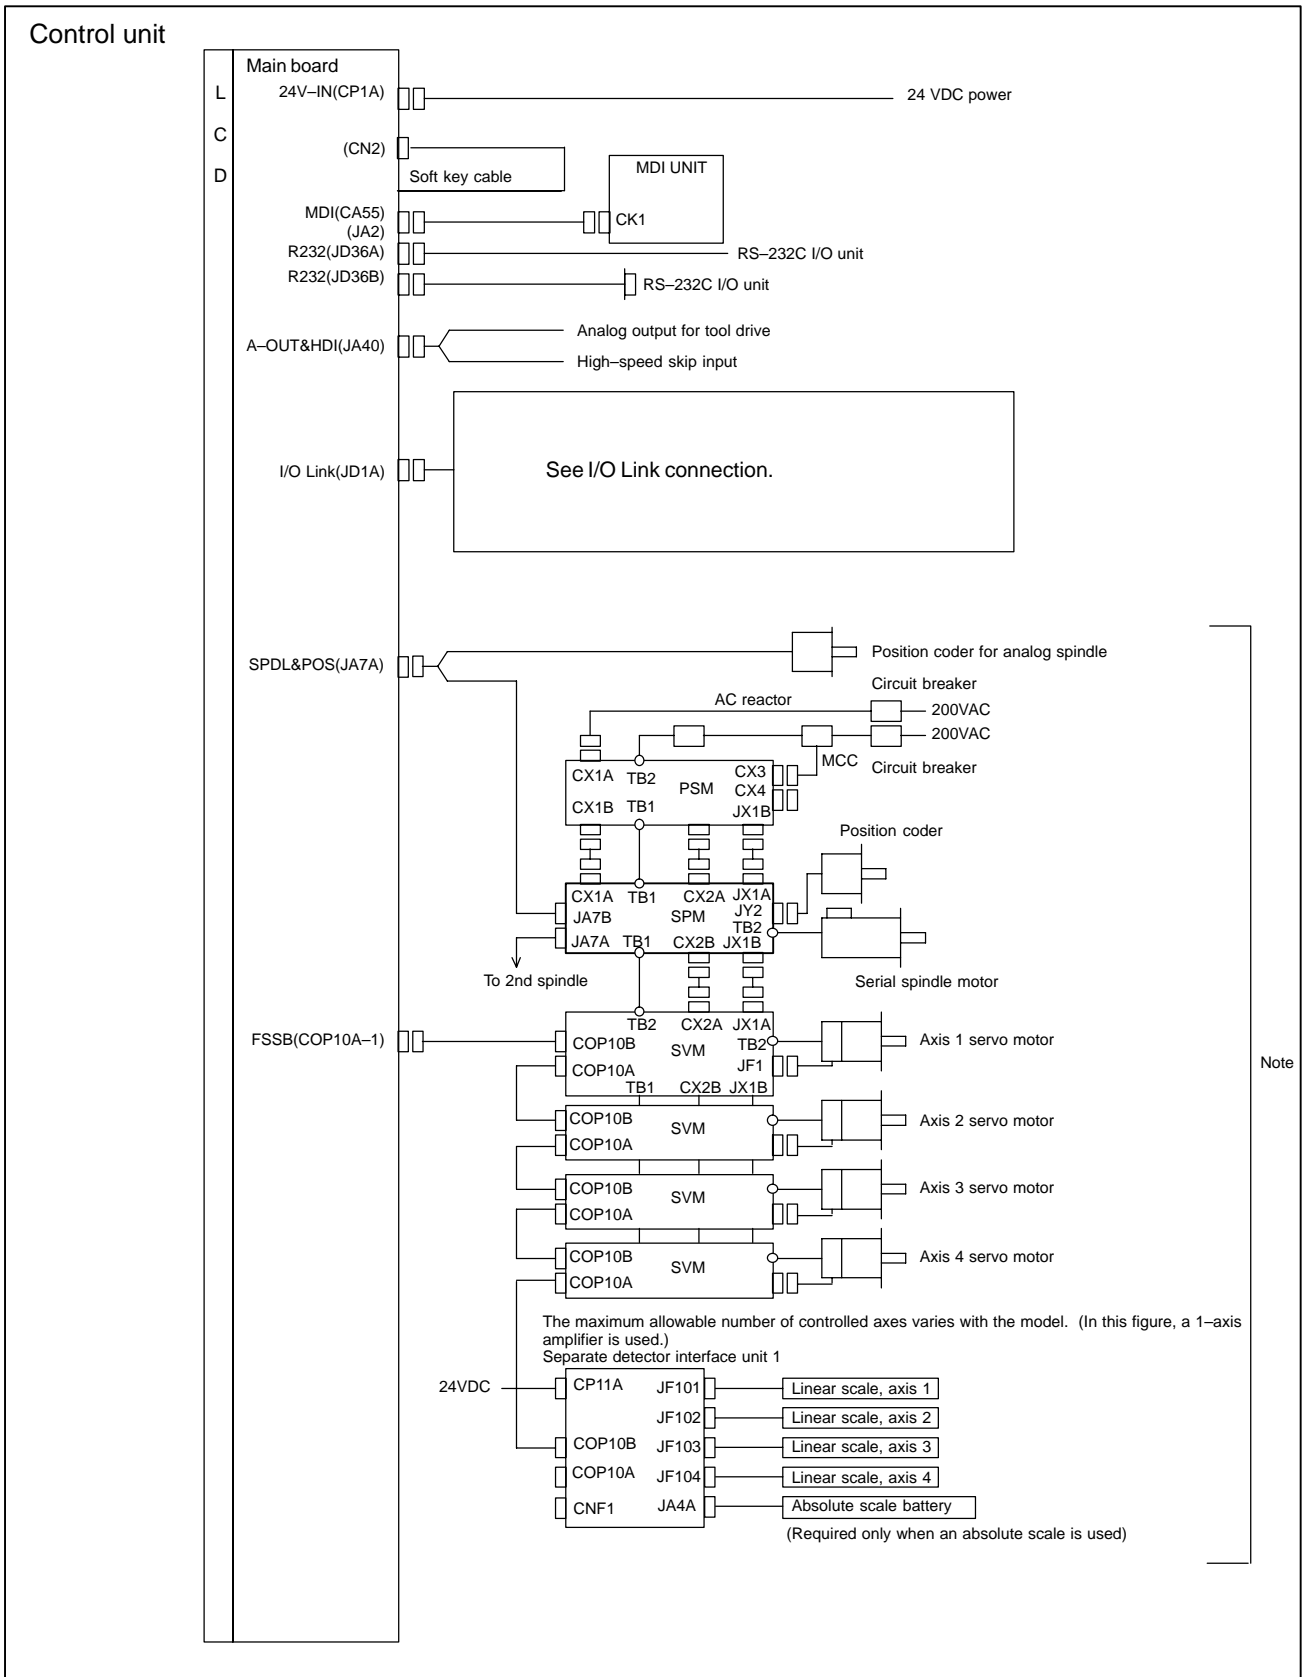 Control unit
Main board
L
C
D
24V–IN(CP1A)
24 VDC power
(CN2)
Soft key cable
MDI UNIT
MDI(CA55)
(JA2)
CK1
R232(JD36A)
RS–232C I/O unit
R232(JD36B)
RS–232C I/O unit
A–OUT&HDI(JA40)
Analog output for tool drive
High–speed skip input
I/O Link(JD1A)
See I/O Link connection.
SPDL&POS(JA7A)
Position coder for analog spindle
Circuit breaker
AC reactor
200VAC
200VAC
MCC
Circuit breaker
CX1A TB2 PSM CX3
CX4
CX1B TB1 JX1B
Position coder
CX1A TB1 CX2A JX1A
JA7B SPM JY2
TB2
JA7A TB1 CX2B JX1B
To 2nd spindle
Serial spindle motor
FSSB(COP10A–1)
TB2 CX2A JX1A
COP10B SVM TB2
COP10A JF1
TB1 CX2B JX1B
Axis 1 servo motor
Note
COP10B SVM
COP10A
Axis 2 servo motor
COP10B SVM
COP10A
Axis 3 servo motor
COP10B SVM
COP10A
Axis 4 servo motor
The maximum allowable number of controlled axes varies with the model. (In this figure, a 1–axis
amplifier is used.)
Separate detector interface unit 1
24VDC
CP11A JF101
Linear scale, axis 1
JF102
Linear scale, axis 2
COP10B JF103
Linear scale, axis 3
COP10A JF104
Linear scale, axis 4
CNF1 JA4A
Absolute scale battery
(Required only when an absolute scale is used)